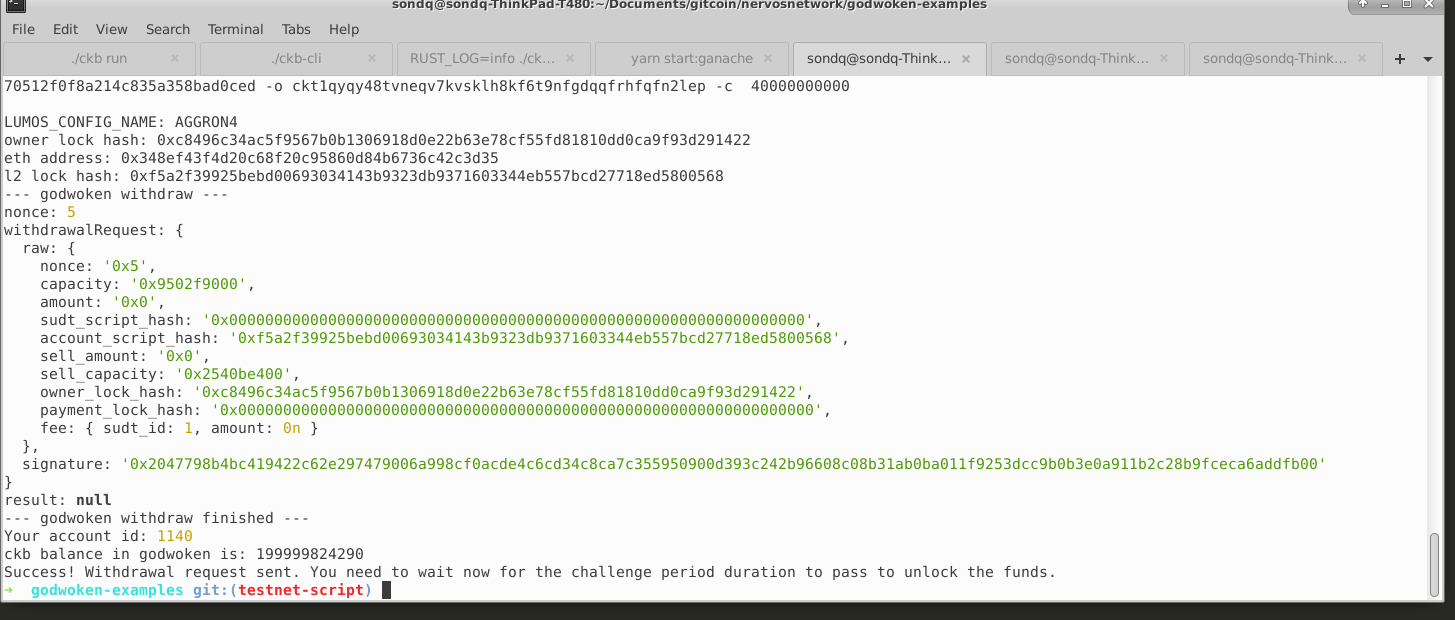 sondq@sondq-ThinkPad-T480:~/Documents/gitcoin/nervosnetwork/godwoken-examples
File Edit View Search Terminal Tabs Help
./ckb run × ./ckb-cli × RUST_LOG=info ./ck... × yarn start:ganache × sondq@sondq-Think... × sondq@sondq-Think... × sondq@sondq-Think... ×
70512f0f8a214c835a358bad0ced -o ckt1qyqy48tvneqv7kvsklh8kf6t9nfgdqqfrhfqfn2lep -c  40000000000
LUMOS_CONFIG_NAME: AGGRON4
owner lock hash: 0xc8496c34ac5f9567b0b1306918d0e22b63e78cf55fd81810dd0ca9f93d291422
eth address: 0x348ef43f4d20c68f20c95860d84b6736c42c3d35
l2 lock hash: 0xf5a2f39925bebd00693034143b9323db9371603344eb557bcd27718ed5800568
--- godwoken withdraw ---
nonce: 5
withdrawalRequest: {
  raw: {
    nonce: '0x5',
    capacity: '0x9502f9000',
    amount: '0x0',
    sudt_script_hash: '0x0000000000000000000000000000000000000000000000000000000000000000',
    account_script_hash: '0xf5a2f39925bebd00693034143b9323db9371603344eb557bcd27718ed5800568',
    sell_amount: '0x0',
    sell_capacity: '0x2540be400',
    owner_lock_hash: '0xc8496c34ac5f9567b0b1306918d0e22b63e78cf55fd81810dd0ca9f93d291422',
    payment_lock_hash: '0x0000000000000000000000000000000000000000000000000000000000000000',
    fee: { sudt_id: 1, amount: 0n }
  },
  signature: '0x2047798b4bc419422c62e297479006a998cf0acde4c6cd34c8ca7c355950900d393c242b96608c08b31ab0ba011f9253dcc9b0b3e0a911b2c28b9fceca6addfb00'
}
result: null
--- godwoken withdraw finished ---
Your account id: 1140
ckb balance in godwoken is: 199999824290
Success! Withdrawal request sent. You need to wait now for the challenge period duration to pass to unlock the funds.
→ godwoken-examples git:(testnet-script)